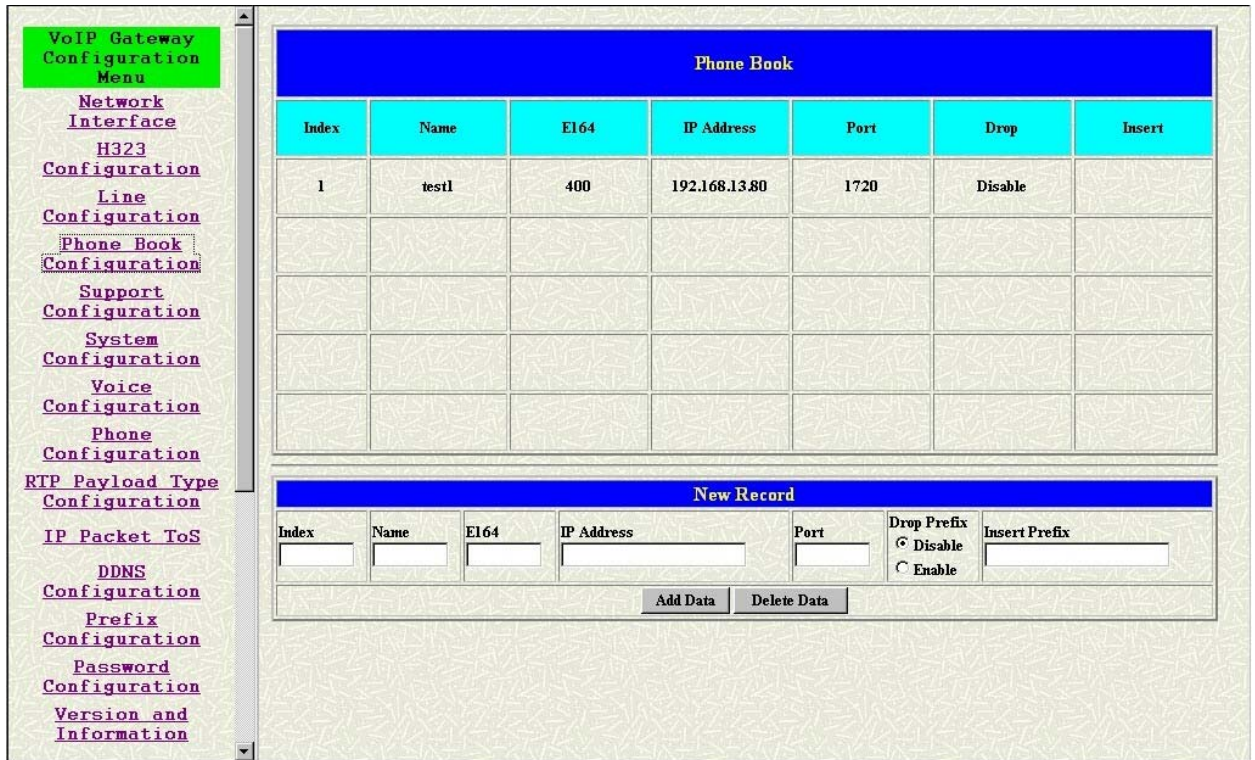 VoIP Gateway
Configuration
Menu
Network
Interface
H323
Configuration
Line
Configuration
Phone Book
Configuration
Support
Configuration
System
Configuration
Voice
Configuration
Phone
Configuration
RTP Payload Type
Configuration
IP Packet ToS
DDNS
Configuration
Prefix
Configuration
Password
Configuration
Version and
Information
Phone Book
Index Name E164 IP Address Port Drop Insert
1 test1 400 192.168.13.80 1720 Disable
New Record
Index Name E164 IP Address Port Drop Prefix Insert Prefix
Disable
Enable
Add Data Delete Data